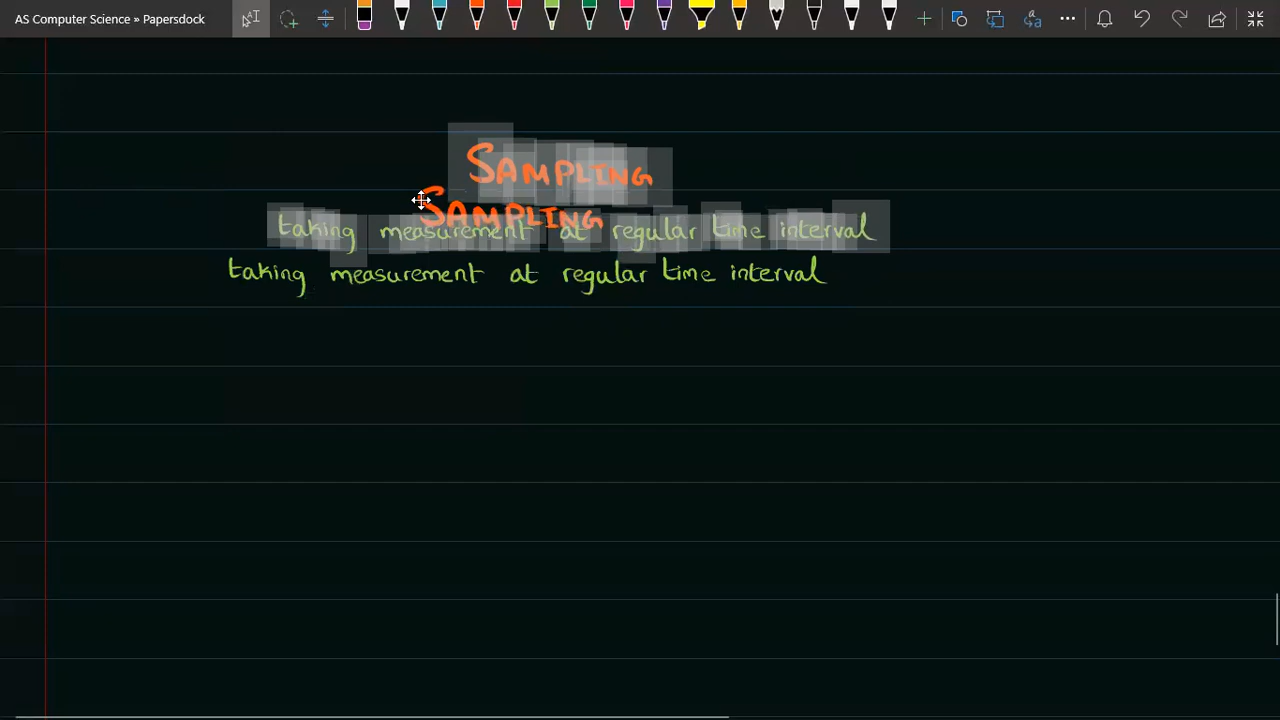 AS Computer Science » Papersdock
SAMPLING
SAMPLING
taking measurement at regular time interval
taking measurement at regular time interval